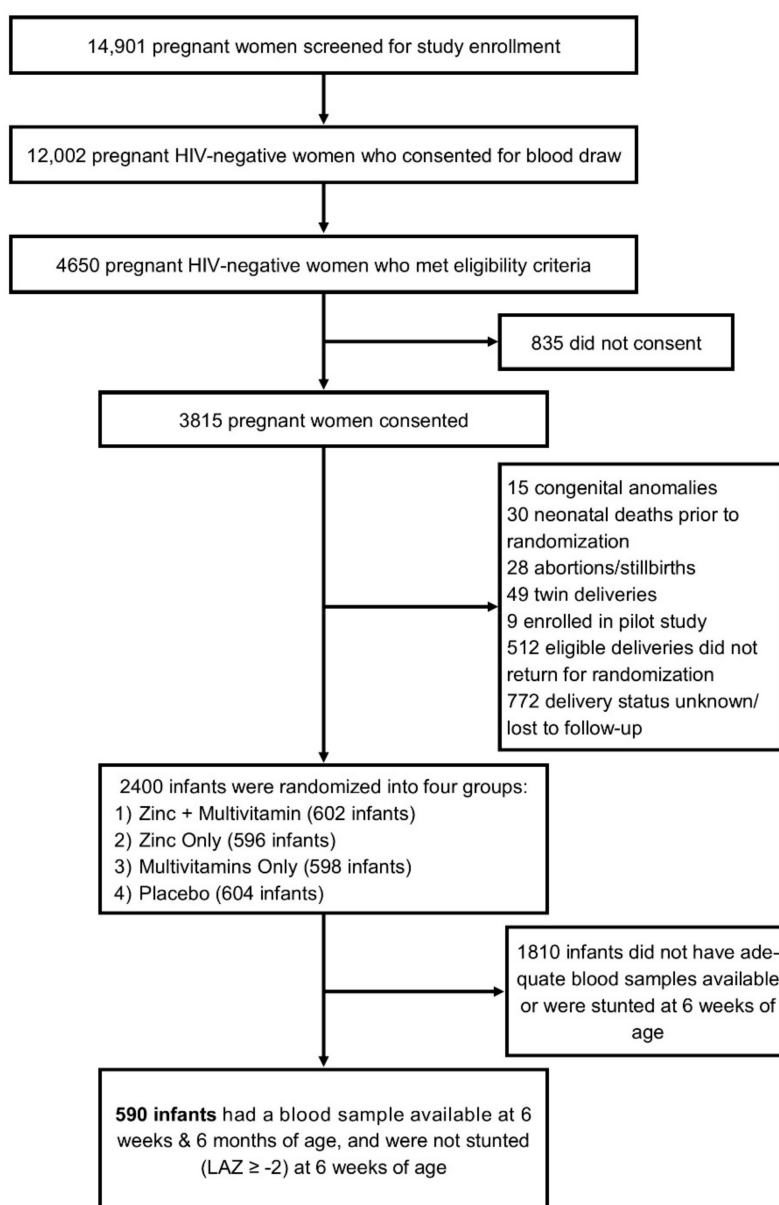 14,901 pregnant women screened for study enrollment
12,002 pregnant HIV-negative women who consented for blood draw
4650 pregnant HIV-negative women who met eligibility criteria
835 did not consent
3815 pregnant women consented
15 congenital anomalies
30 neonatal deaths prior to
randomization
28 abortions/stillbirths
49 twin deliveries
9 enrolled in pilot study
512 eligible deliveries did not
return for randomization
772 delivery status unknown/
lost to follow-up
2400 infants were randomized into four groups:
1) Zinc + Multivitamin (602 infants)
2) Zinc Only (596 infants)
3) Multivitamins Only (598 infants)
4) Placebo (604 infants)
1810 infants did not have ade-
quate blood samples available
or were stunted at 6 weeks of
age
590 infants had a blood sample available at 6
weeks & 6 months of age, and were not stunted
(LAZ ≥ -2) at 6 weeks of age